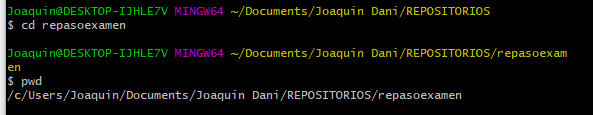 Joaquin@DESKTOP-IJHLE7V MINGW64 ~/Documents/Joaquin Dani/REPOSITORIOS
$ cd repasoexamen
Joaquin@DESKTOP-IJHLE7V MINGW64 ~/Documents/Joaquin Dani/REPOSITORIOS/repasoexam
en
$ pwd
/c/Users/Joaquin/Documents/Joaquin Dani/REPOSITORIOS/repasoexamen